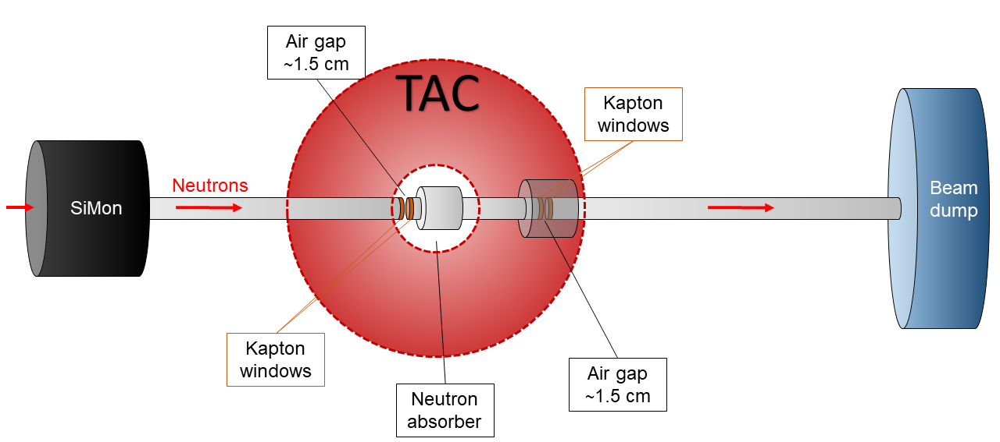 Air gap
~1.5 cm
TAC
Kapton
windows
Neutrons
SiMon
Beam
dump
Kapton
windows
Neutron
absorber
Air gap
~1.5 cm